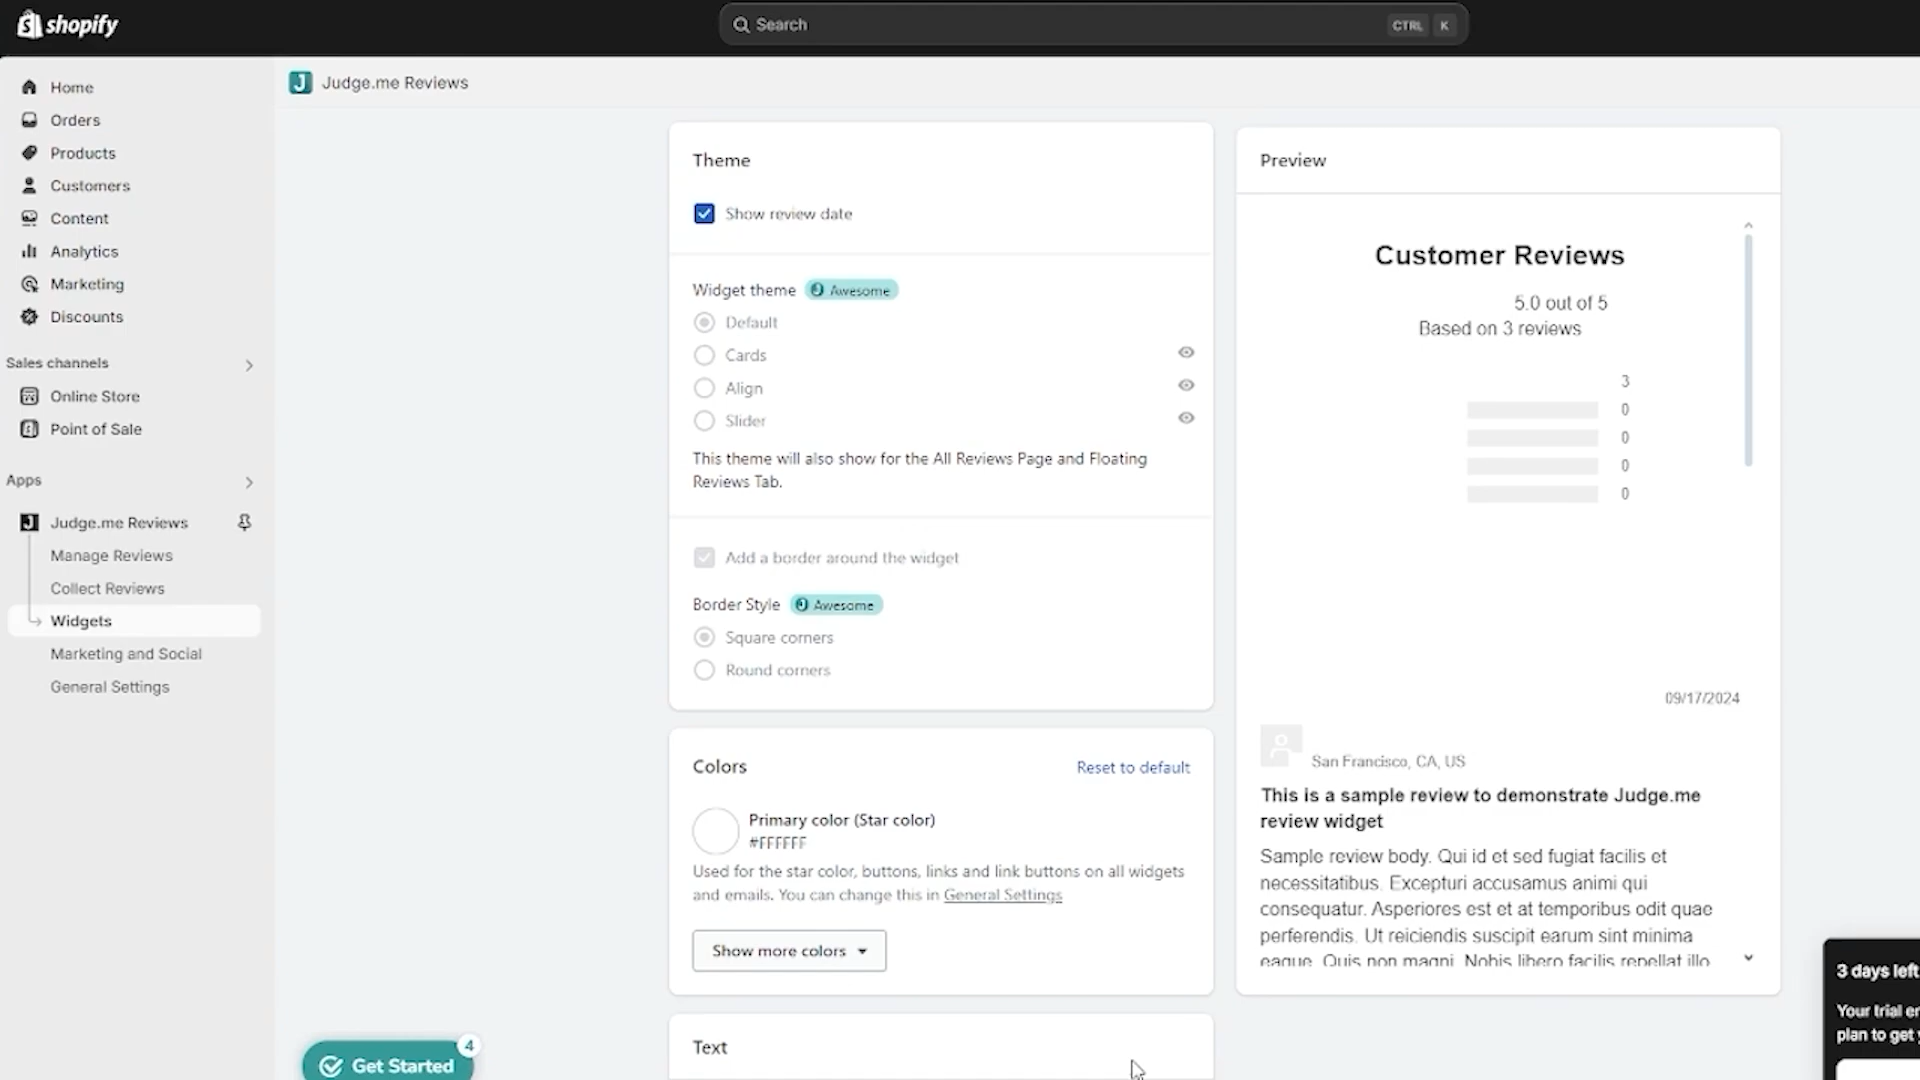 shopify
Search
CTRL K
Home
Orders
Products
Customers
Content
Analytics
Marketing
Discounts
Sales channels
Online Store
Point of Sale
Apps
Judge.me Reviews
Manage Reviews
Collect Reviews
Widgets
Marketing and Social
General Settings
J Judge.me Reviews
Theme
Show review date
Widget theme Awesome
Default
Cards
Align
Slider
This theme will also show for the All Reviews Page and Floating
Reviews Tab.
Add a border around the widget
Border Style Awesome
Square corners
Round corners
Colors
Reset to default
Primary color (Star color)
#FFFFFF
Used for the star color, buttons, links and link buttons on all widgets
and emails. You can change this in General Settings
Show more colors
Text
Get Started
4
Preview
Customer Reviews
5.0 out of 5
Based on 3 reviews
3
0
0
0
0
09/17/2024
San Francisco, CA, US
This is a sample review to demonstrate Judge.me
review widget
Sample review body. Qui id et sed fugiat facilis et
necessitatibus. Excepturi accusamus animi qui
consequatur. Asperiores est et at temporibus odit quae
perferendis. Ut reiciendis suscipit earum sint minima
eaque. Quis non magni. Nobis libero facilis repellat illo
3 days left
Your trial
plan to get